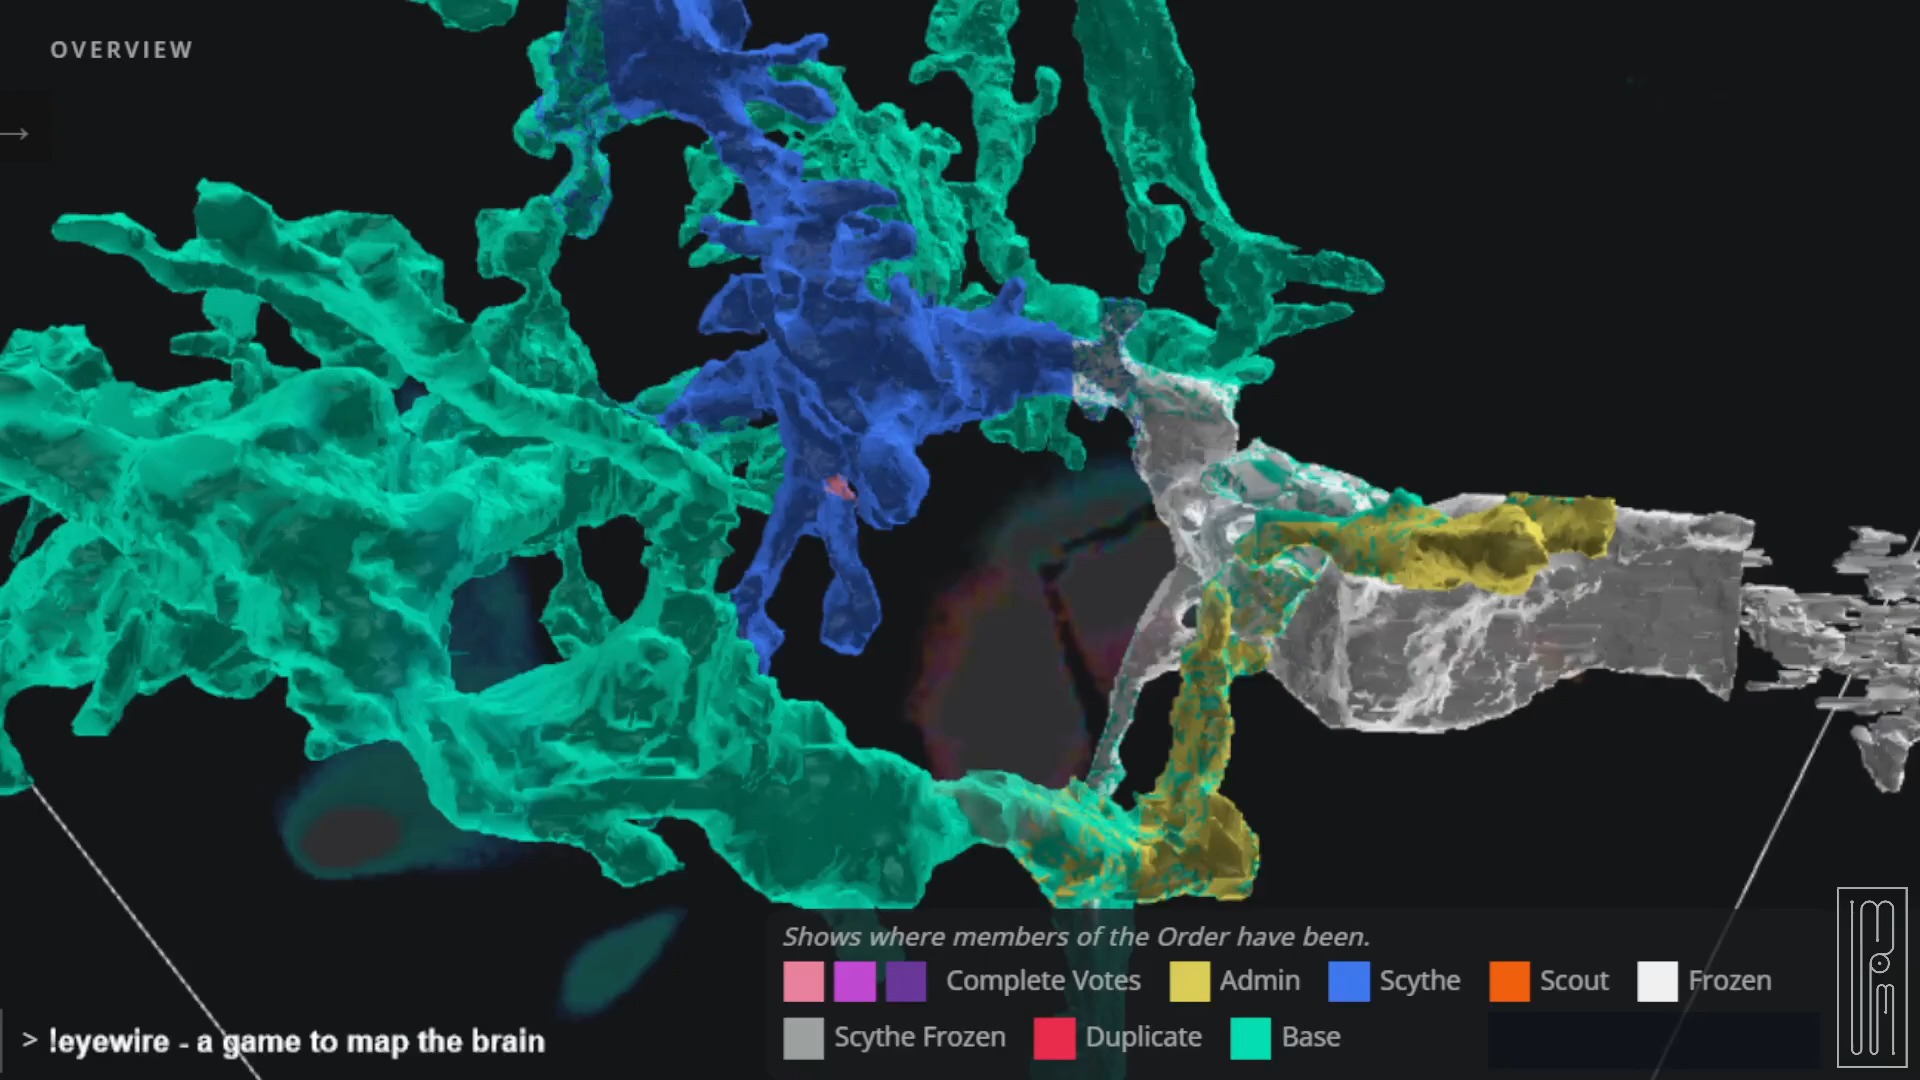 OVERVIEW
→
Shows where members of the Order have been.
Complete Votes Admin Scythe Scout Frozen
Scythe Frozen Duplicate Base
> !eyewire - a game to map the brain